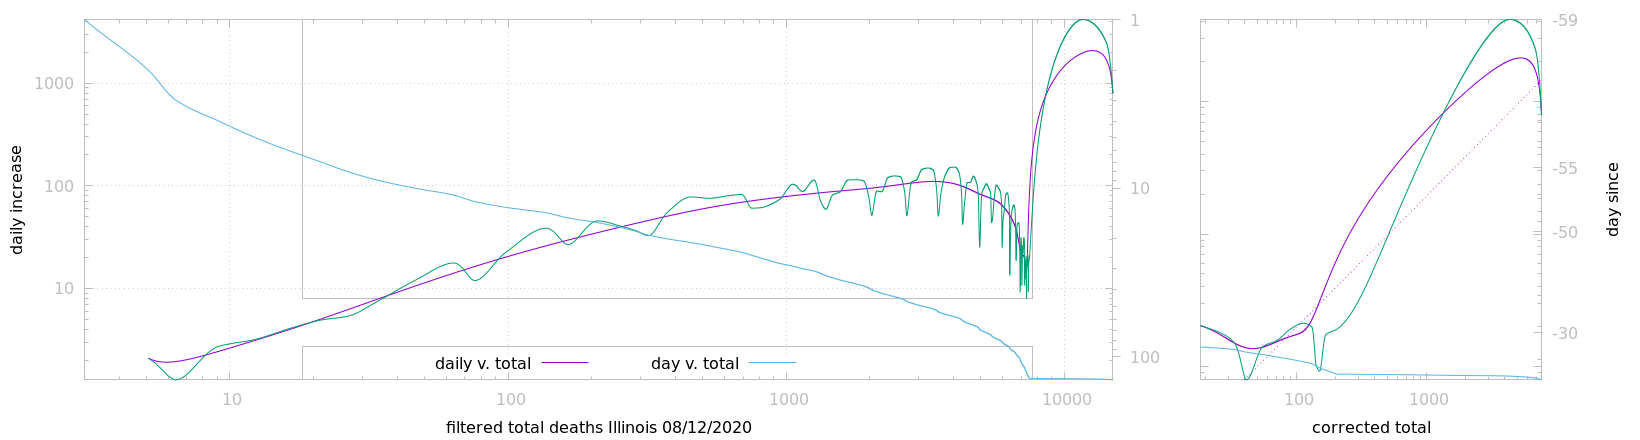 daily increase
1000
100
10
10
100
1000
10000
1
10
100
daily v. total
day v. total
filtered total deaths Illinois 08/12/2020
-59
-55
-50
-30
day since
100
1000
corrected total